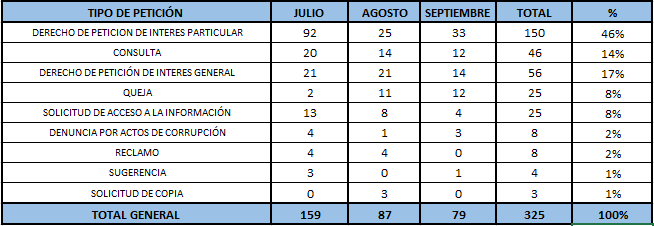 TIPO DE PETICIÓN JULIO AGOSTO SEPTIEMBRE TOTAL %
DERECHO DE PETICION DE INTERES PARTICULAR 92 25 33 150 46%
CONSULTA 20 14 12 46 14%
DERECHO DE PETICIÓN DE INTERES GENERAL 21 21 14 56 17%
QUEJA 2 11 12 25 8%
SOLICITUD DE ACCESO A LA INFORMACIÓN 13 8 4 25 8%
DENUNCIA POR ACTOS DE CORRUPCIÓN 4 1 3 8 2%
RECLAMO 4 4 0 8 2%
SUGERENCIA 3 0 1 4 1%
SOLICITUD DE COPIA 0 3 0 3 1%
TOTAL GENERAL 159 87 79 325 100%